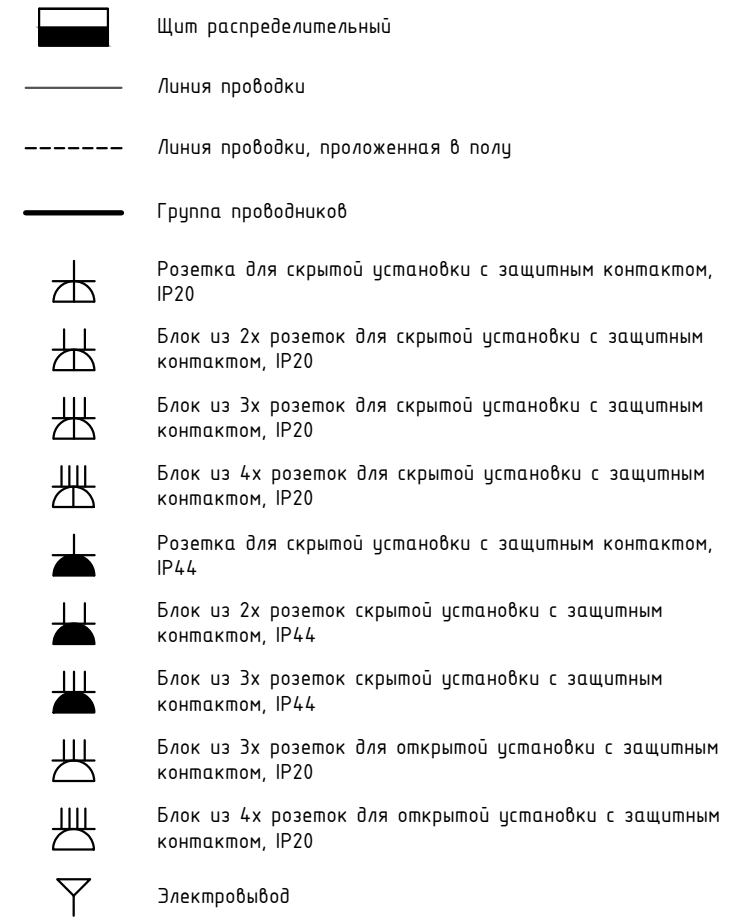 Щит распределительный
Линия проводки
Линия проводки, проложенная в полу
Группа проводников
Розетка для скрытой установки с защитным контактом,
IP20
Блок из 2х розеток для скрытой установки с защитным
контактом, IP20
Блок из 3х розеток для скрытой установки с защитным
контактом, IP20
Блок из 4х розеток для скрытой установки с защитным
контактом, IP20
Розетка для скрытой установки с защитным контактом,
IP44
Блок из 2х розеток скрытой установки с защитным
контактом, IP44
Блок из 3х розеток скрытой установки с защитным
контактом, IP44
Блок из 3х розеток для открытой установки с защитным
контактом, IP20
Блок из 4х розеток для открытой установки с защитным
контактом, IP20
Электровывод